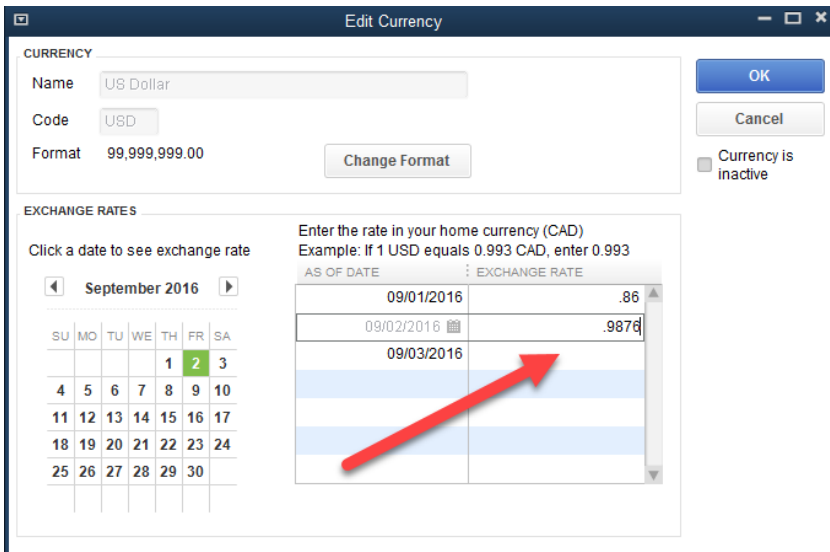 Edit Currency
CURRENCY
Name US Dollar
OK
Code USD
Cancel
Format 99,999,999.00
Change Format
Currency is
inactive
EXCHANGE RATES
Enter the rate in your home currency (CAD)
Click a date to see exchange rate
Example: If 1 USD equals 0.993 CAD, enter 0.993
AS OF DATE EXCHANGE RATE
September 2016
09/01/2016 .86
09/02/2016 .9876
09/03/2016
SU MO TU WE TH FR SA
1 2 3
4 5 6 7 8 9 10
11 12 13 14 15 16 17
18 19 20 21 22 23 24
25 26 27 28 29 30